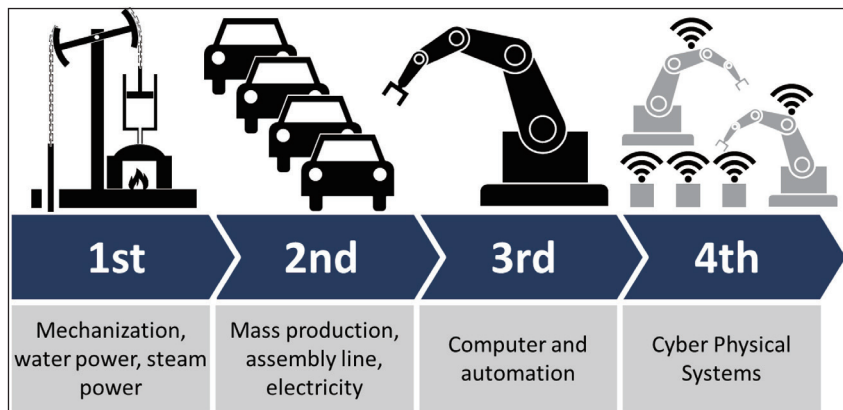 1st
2nd
3rd
4th
Mechanization,
water power, steam
power
Mass production,
assembly line,
electricity
Computer and
automation
Cyber Physical
Systems